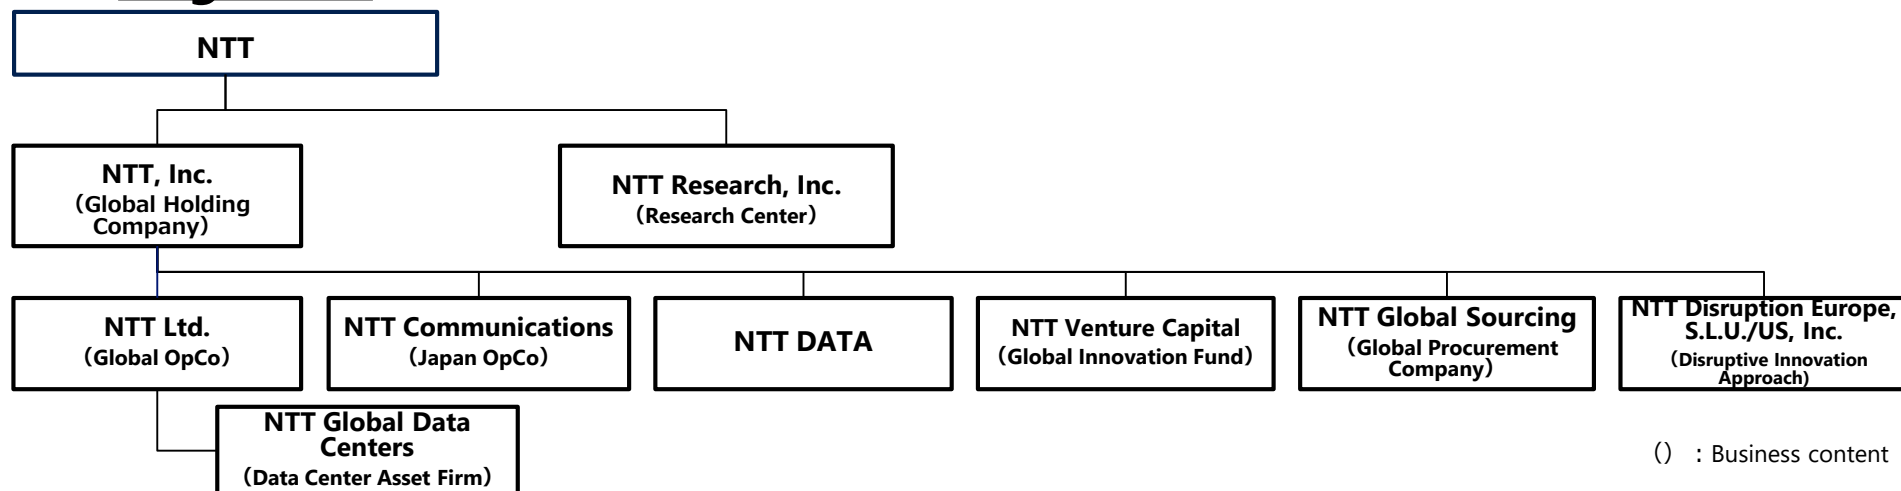 NTT
NTT, Inc.
（Global Holding
Company）
NTT Research, Inc.
（Research Center）
NTT Ltd.
（Global OpCo）
NTT Communications
（Japan OpCo）
NTT DATA
NTT Venture Capital
（Global Innovation Fund）
NTT Global Sourcing
（Global Procurement
Company）
NTT Disruption Europe,
S.L.U./US, Inc.
（Disruptive Innovation
Approach)
NTT Global Data
Centers
（Data Center Asset Firm）
（）：Business content